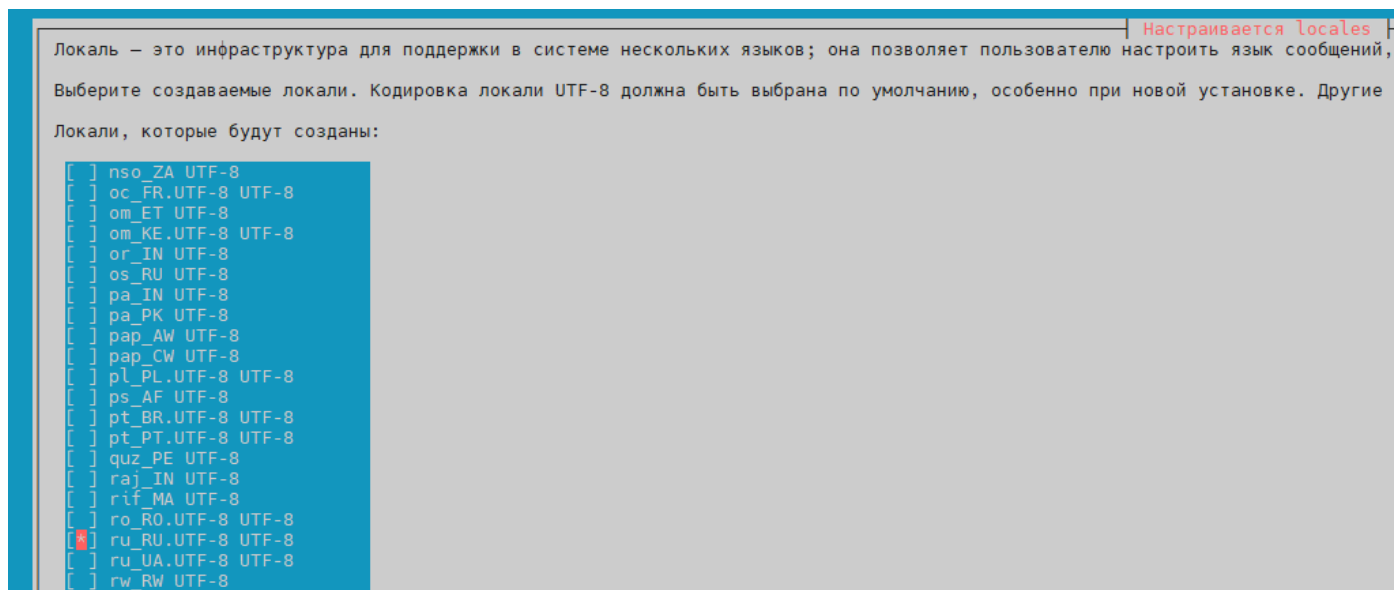 Настраивается locales
Локаль — это инфраструктура для поддержки в системе нескольких языков; она позволяет пользователю настроить язык сообщений,
Выберите создаваемые локали. Кодировка локали UTF-8 должна быть выбрана по умолчанию, особенно при новой установке. Другие
Локали, которые будут созданы:
[ ] nso_ZA UTF-8
[ ] oc_FR.UTF-8 UTF-8
[ ] om_ET UTF-8
[ ] om_KE.UTF-8 UTF-8
[ ] or_IN UTF-8
[ ] os_RU UTF-8
[ ] pa_IN UTF-8
[ ] pa_PK UTF-8
[ ] pap_AW UTF-8
[ ] pap_CW UTF-8
[ ] pl_PL.UTF-8 UTF-8
[ ] ps_AF UTF-8
[ ] pt_BR.UTF-8 UTF-8
[ ] pt_PT.UTF-8 UTF-8
[ ] quz_PE UTF-8
[ ] raj_IN UTF-8
[ ] rif_MA UTF-8
[ ] ro_RO.UTF-8 UTF-8
[*] ru_RU.UTF-8 UTF-8
[ ] ru_UA.UTF-8 UTF-8
[ ] rw_RW UTF-8